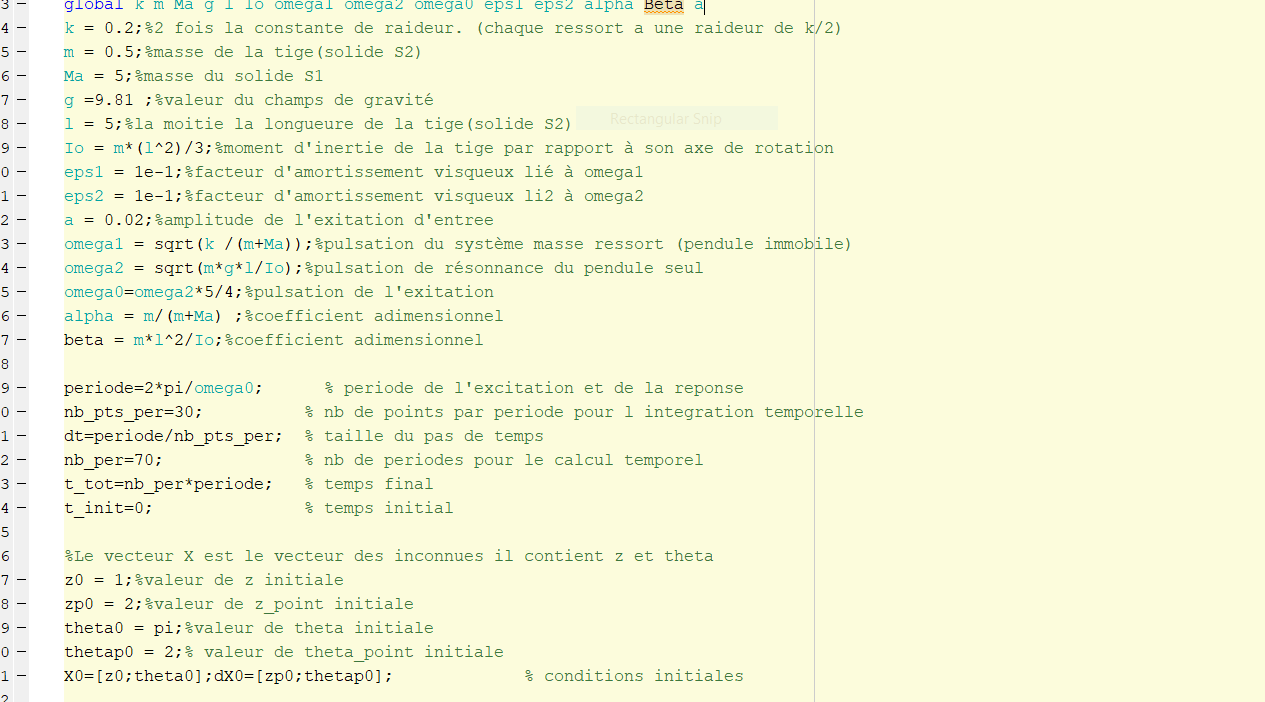 3 – global k m Ma g l Io omega1 omega2 omega0 eps1 eps2 alpha Beta a
4 – k = 0.2;%2 fois la constante de raideur. (chaque ressort a une raideur de k/2)
5 – m = 0.5;%masse de la tige(solide S2)
6 – Ma = 5;%masse du solide S1
7 – g =9.81 ;%valeur du champs de gravité
8 – l = 5;%la moitie la longueure de la tige(solide S2)
Rectangular Snip
9 – Io = m*(l^2)/3;%moment d'inertie de la tige par rapport à son axe de rotation
0 – eps1 = 1e-1;%facteur d'amortissement visqueux lié à omega1
1 – eps2 = 1e-1;%facteur d'amortissement visqueux li2 à omega2
2 – a = 0.02;%amplitude de l'exitation d'entree
3 – omega1 = sqrt(k /(m+Ma));%pulsation du système masse ressort (pendule immobile)
4 – omega2 = sqrt(m*g*l/Io);%pulsation de résonnance du pendule seul
5 – omega0=omega2*5/4;%pulsation de l'exitation
6 – alpha = m/(m+Ma) ;%coefficient adimensionnel
7 – beta = m*l^2/Io;%coefficient adimensionnel
8
9 – periode=2*pi/omega0; % periode de l'excitation et de la reponse
0 – nb_pts_per=30; % nb de points par periode pour l integration temporelle
1 – dt=periode/nb_pts_per; % taille du pas de temps
2 – nb_per=70; % nb de periodes pour le calcul temporel
3 – t_tot=nb_per*periode; % temps final
4 – t_init=0; % temps initial
5
6 %Le vecteur X est le vecteur des inconnues il contient z et theta
7 – z0 = 1;%valeur de z initiale
8 – zp0 = 2;%valeur de z_point initiale
9 – theta0 = pi;%valeur de theta initiale
0 – thetap0 = 2;% valeur de theta_point initiale
1 – X0=[z0;theta0];dX0=[zp0;thetap0]; % conditions initiales
2